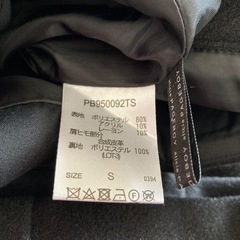 PB950092TS
表地 ポリエステル 80%
アクリル 10%
レーヨン 10%
肩ヒモ部分 合成皮革
裏地 ポリエステル 100%
(LOT3)
SIZE S 0394